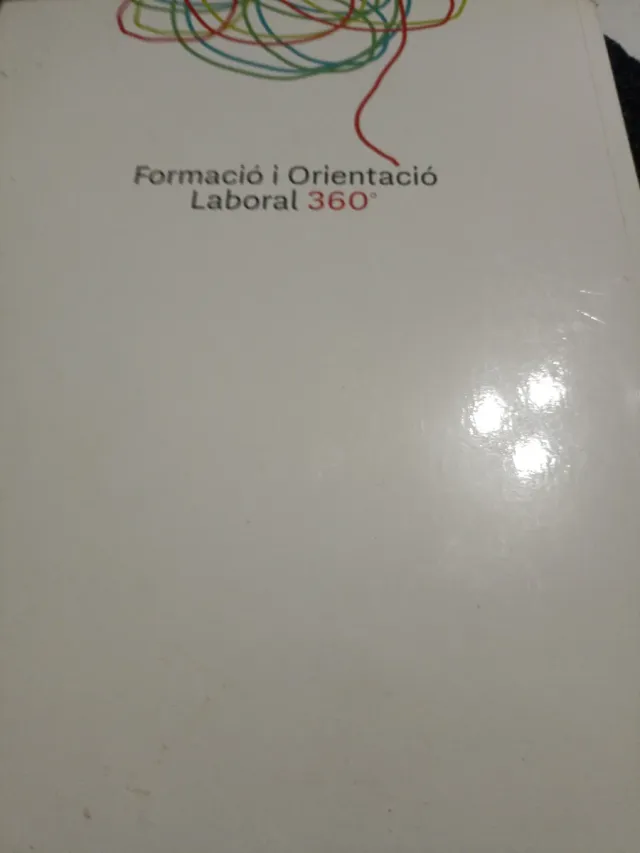 Formació i Orientació
Laboral 360°